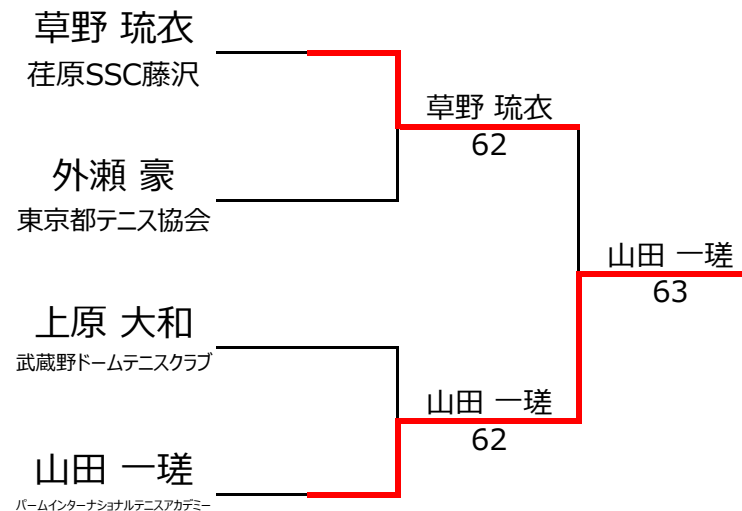 草野 琉衣
荏原SSC藤沢
草野 琉衣
62
外瀬 豪
東京都テニス協会
山田 一瑳
63
上原 大和
武蔵野ドームテニスクラブ
山田 一瑳
62
山田 一瑳
パームインターナショナルテニスアカデミー